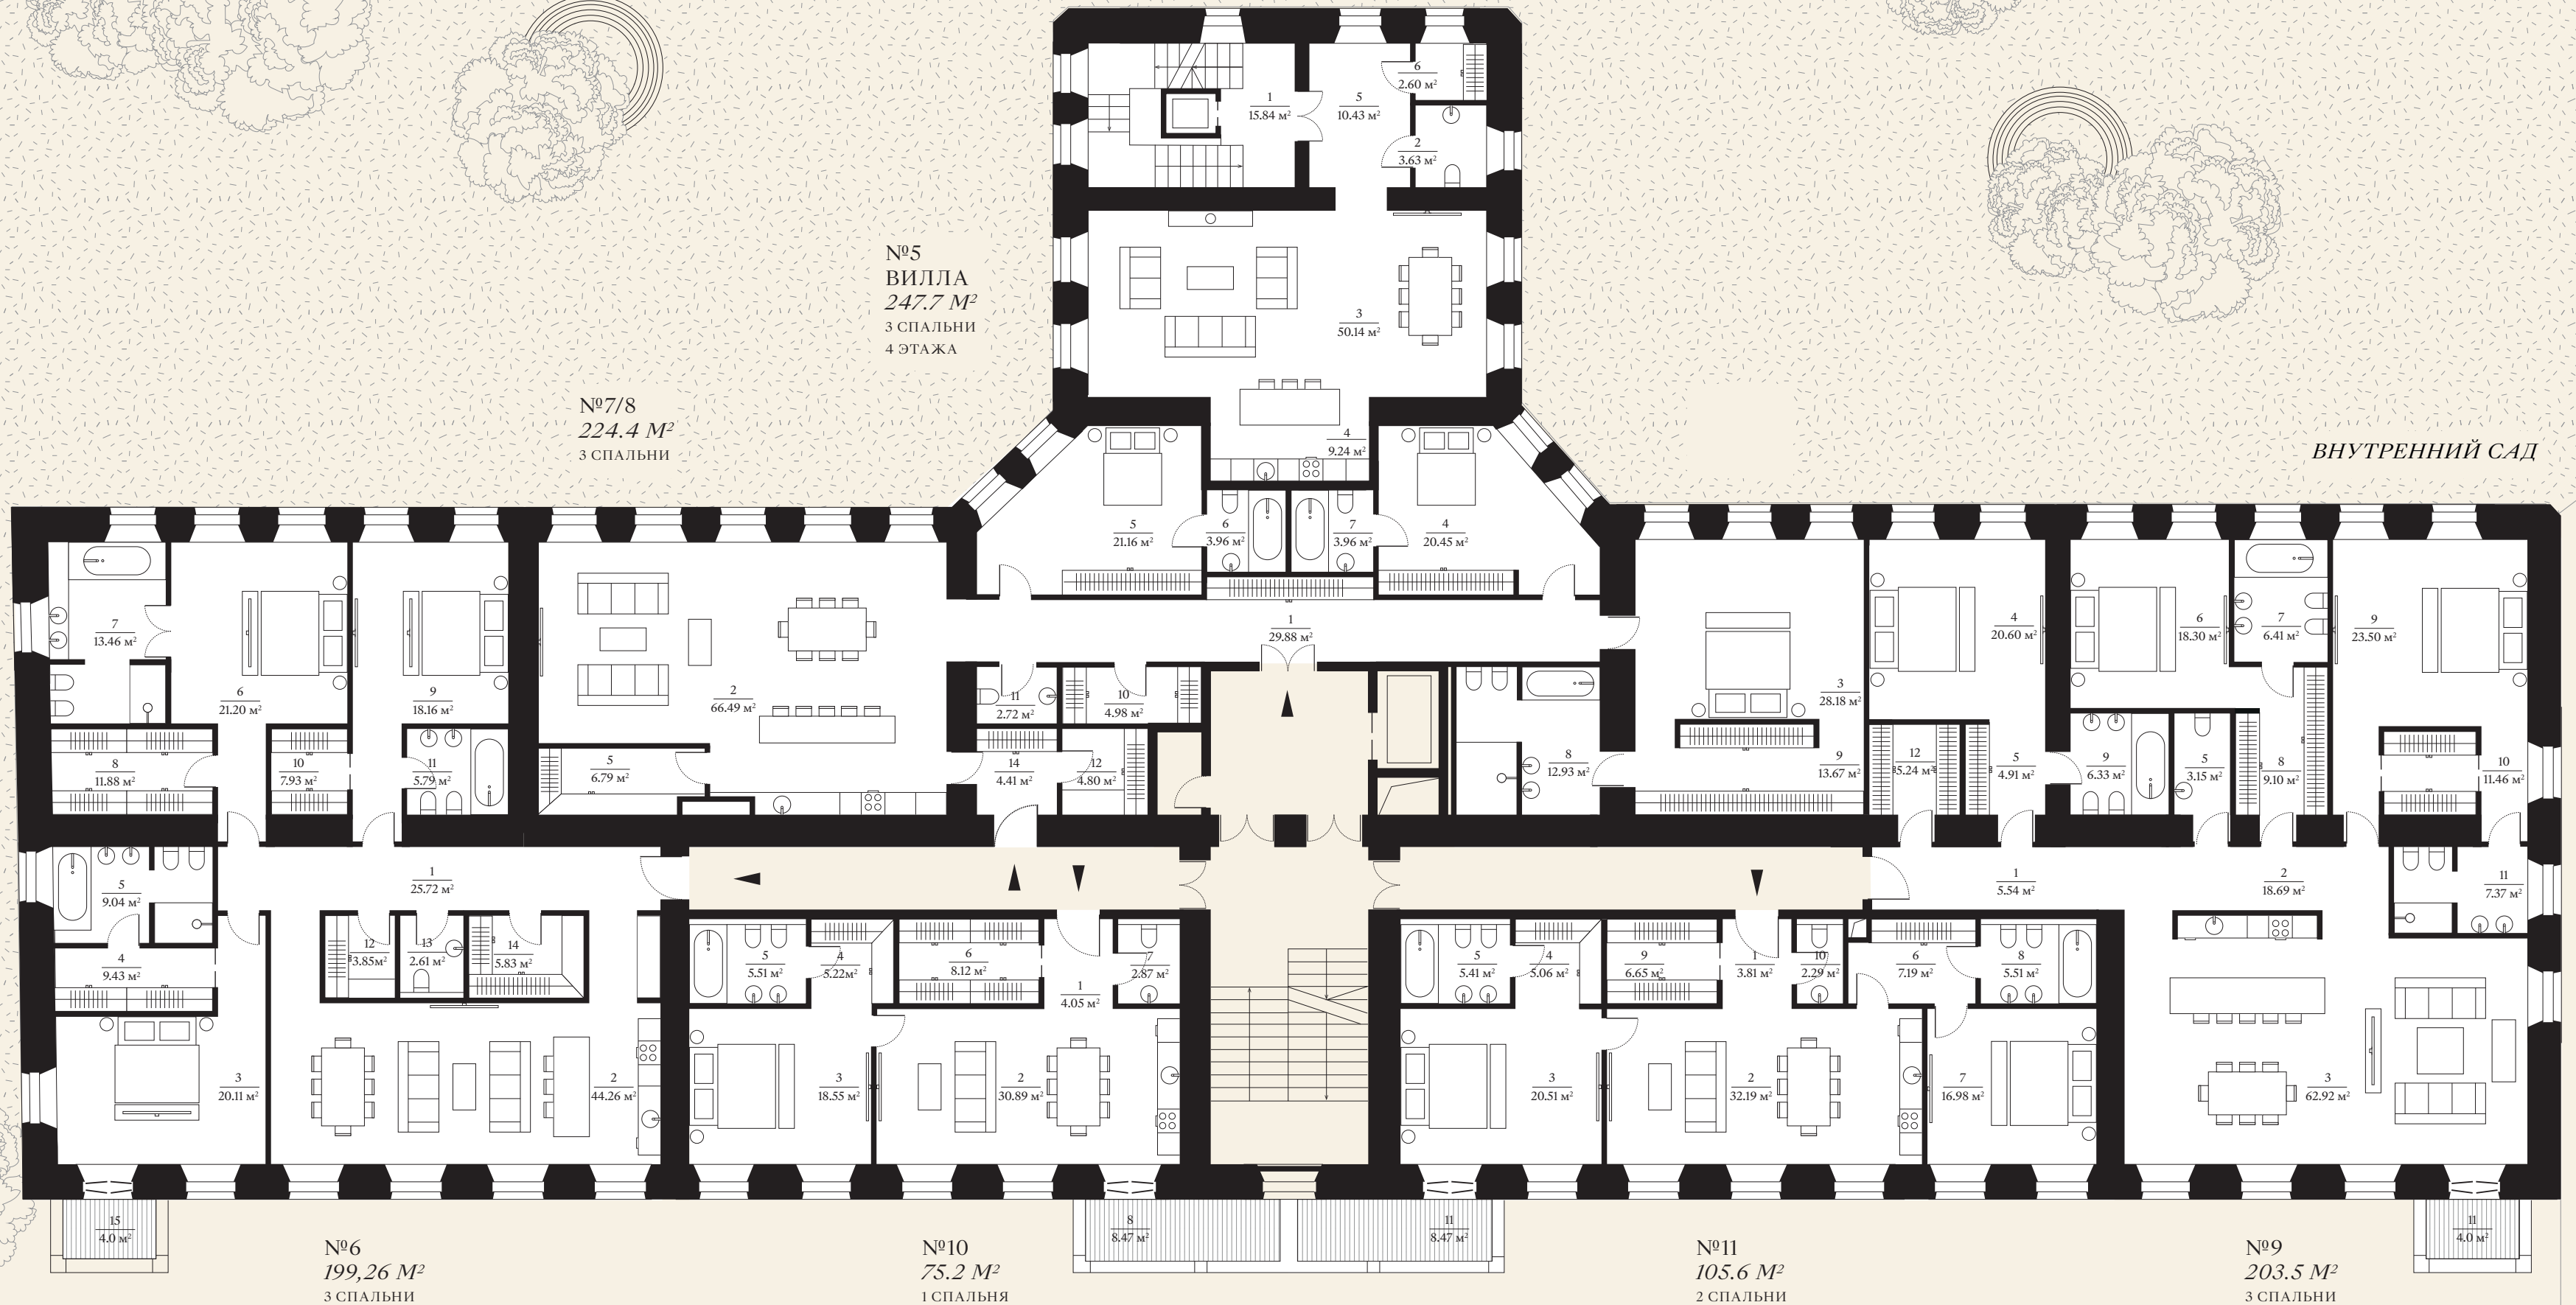 6
2.60 м²
1
15.84 м²
5
10.43 м²
2
3.63 м²
№5
ВИЛЛА
247.7 М²
3 СПАЛЬНИ
4 ЭТАЖА
3
50.14 м²
4
9.24 м²
№7/8
224.4 М²
3 СПАЛЬНИ
ВНУТРЕННИЙ САД
5
21.16 м²
6
3.96 м²
7
3.96 м²
4
20.45 м²
7
13.46 м²
6
21.20 м²
9
18.16 м²
2
66.49 м²
1
29.88 м²
11
2.72 м²
10
4.98 м²
3
28.18 м²
4
20.60 м²
6
18.30 м²
7
6.41 м²
9
23.50 м²
8
11.88 м²
10
7.93 м²
11
5.79 м²
5
6.79 м²
14
4.41 м²
12
4.80 м²
8
12.93 м²
9
13.67 м²
12
5.24 м²
5
4.91 м²
9
6.33 м²
5
3.15 м²
8
9.10 м²
10
11.46 м²
5
9.04 м²
1
25.72 м²
1
5.54 м²
2
18.69 м²
11
7.37 м²
4
9.43 м²
12
3.85м²
13
2.61 м²
14
5.83 м²
5
5.51 м²
4
5.22м²
6
8.12 м²
1
4.05 м²
7
2.87 м²
5
5.41 м²
4
5.06 м²
9
6.65 м²
1
3.81 м²
10
2.29 м²
6
7.19 м²
8
5.51 м²
3
20.11 м²
2
44.26 м²
3
18.55 м²
2
30.89 м²
3
20.51 м²
2
32.19 м²
7
16.98 м²
3
62.92 м²
15
4.0 м²
8
8.47 м²
11
8.47 м²
11
4.0 м²
№6
199,26 М²
3 СПАЛЬНИ
№10
75.2 М²
1 СПАЛЬНЯ
№11
105.6 М²
2 СПАЛЬНИ
№9
203.5 М²
3 СПАЛЬНИ